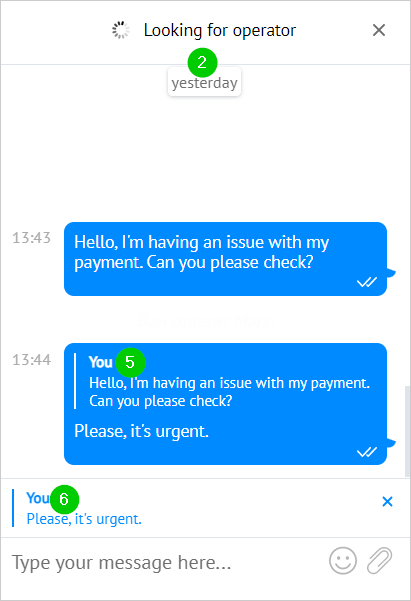 Looking for operator
2
yesterday
13:43
Hello, I'm having an issue with my
payment. Can you please check?
13:44
You 5
Hello, I'm having an issue with my payment.
Can you please check?
Please, it's urgent.
You 6
Please, it's urgent.
Type your message here...